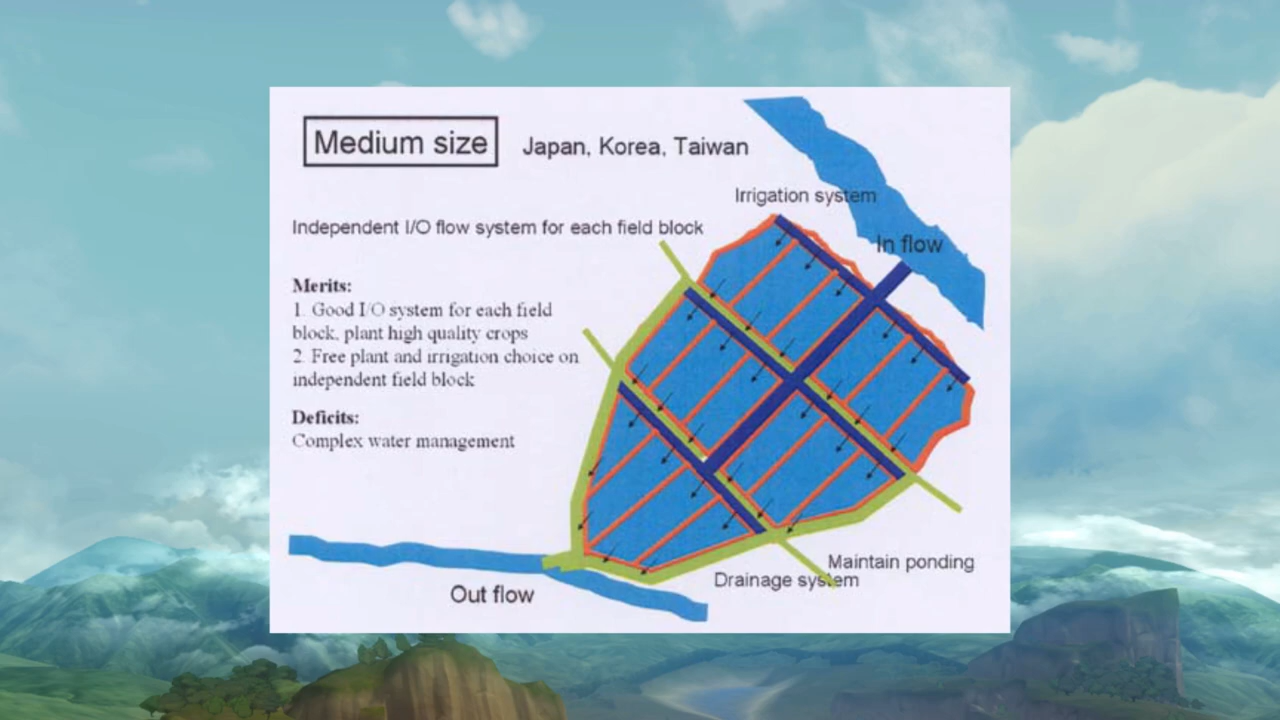 Medium size
Japan, Korea, Taiwan
Irrigation system
Independent I/O flow system for each field block
In flow
Merits:
1. Good I/O system for each field
block, plant high quality crops
2. Free plant and irrigation choice on
independent field block
Deficits:
Complex water management
Maintain ponding
Drainage system
Out flow